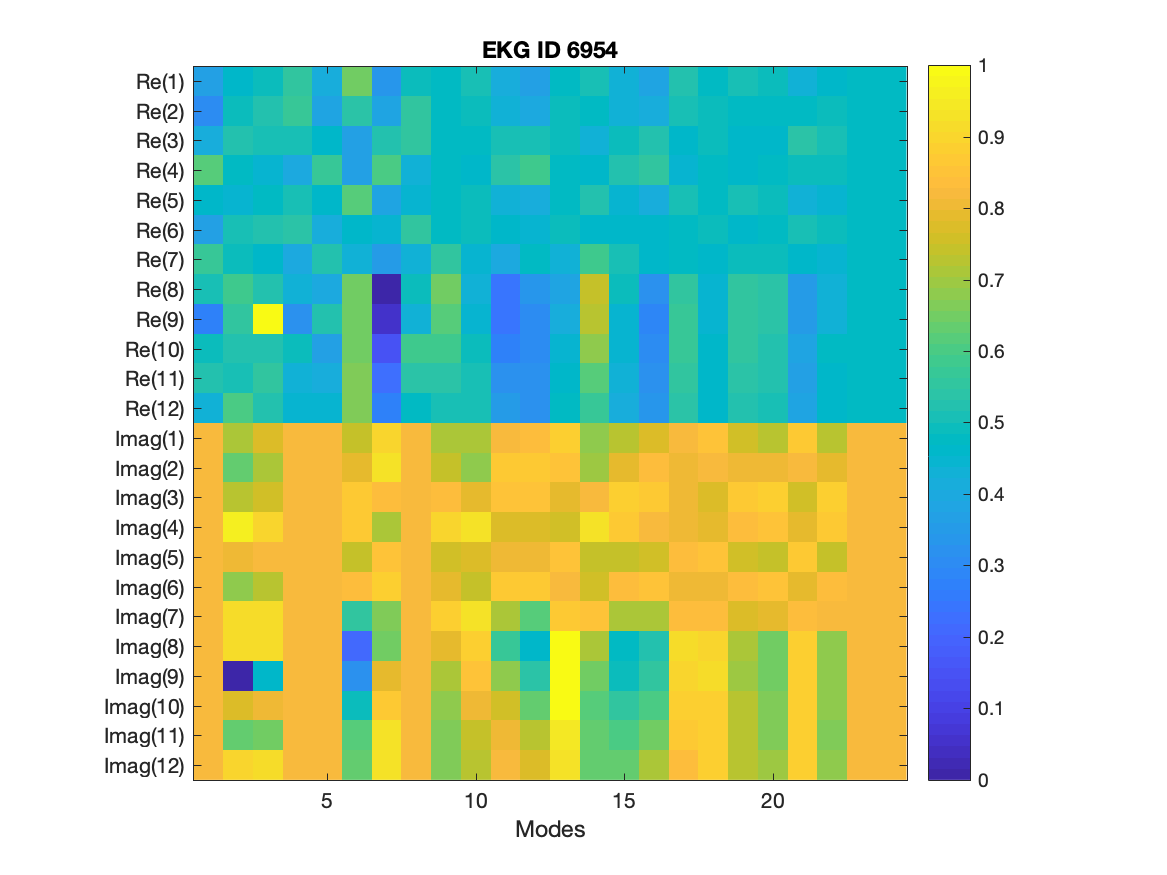 EKG ID 6954
Re(1)
Re(2)
Re(3)
Re(4)
Re(5)
Re(6)
Re(7)
Re(8)
Re(9)
Re(10)
Re(11)
Re(12)
Imag(1)
Imag(2)
Imag(3)
Imag(4)
Imag(5)
Imag(6)
Imag(7)
Imag(8)
Imag(9)
Imag(10)
Imag(11)
Imag(12)
5 10 15 20
Modes
1
0.9
0.8
0.7
0.6
0.5
0.4
0.3
0.2
0.1
0